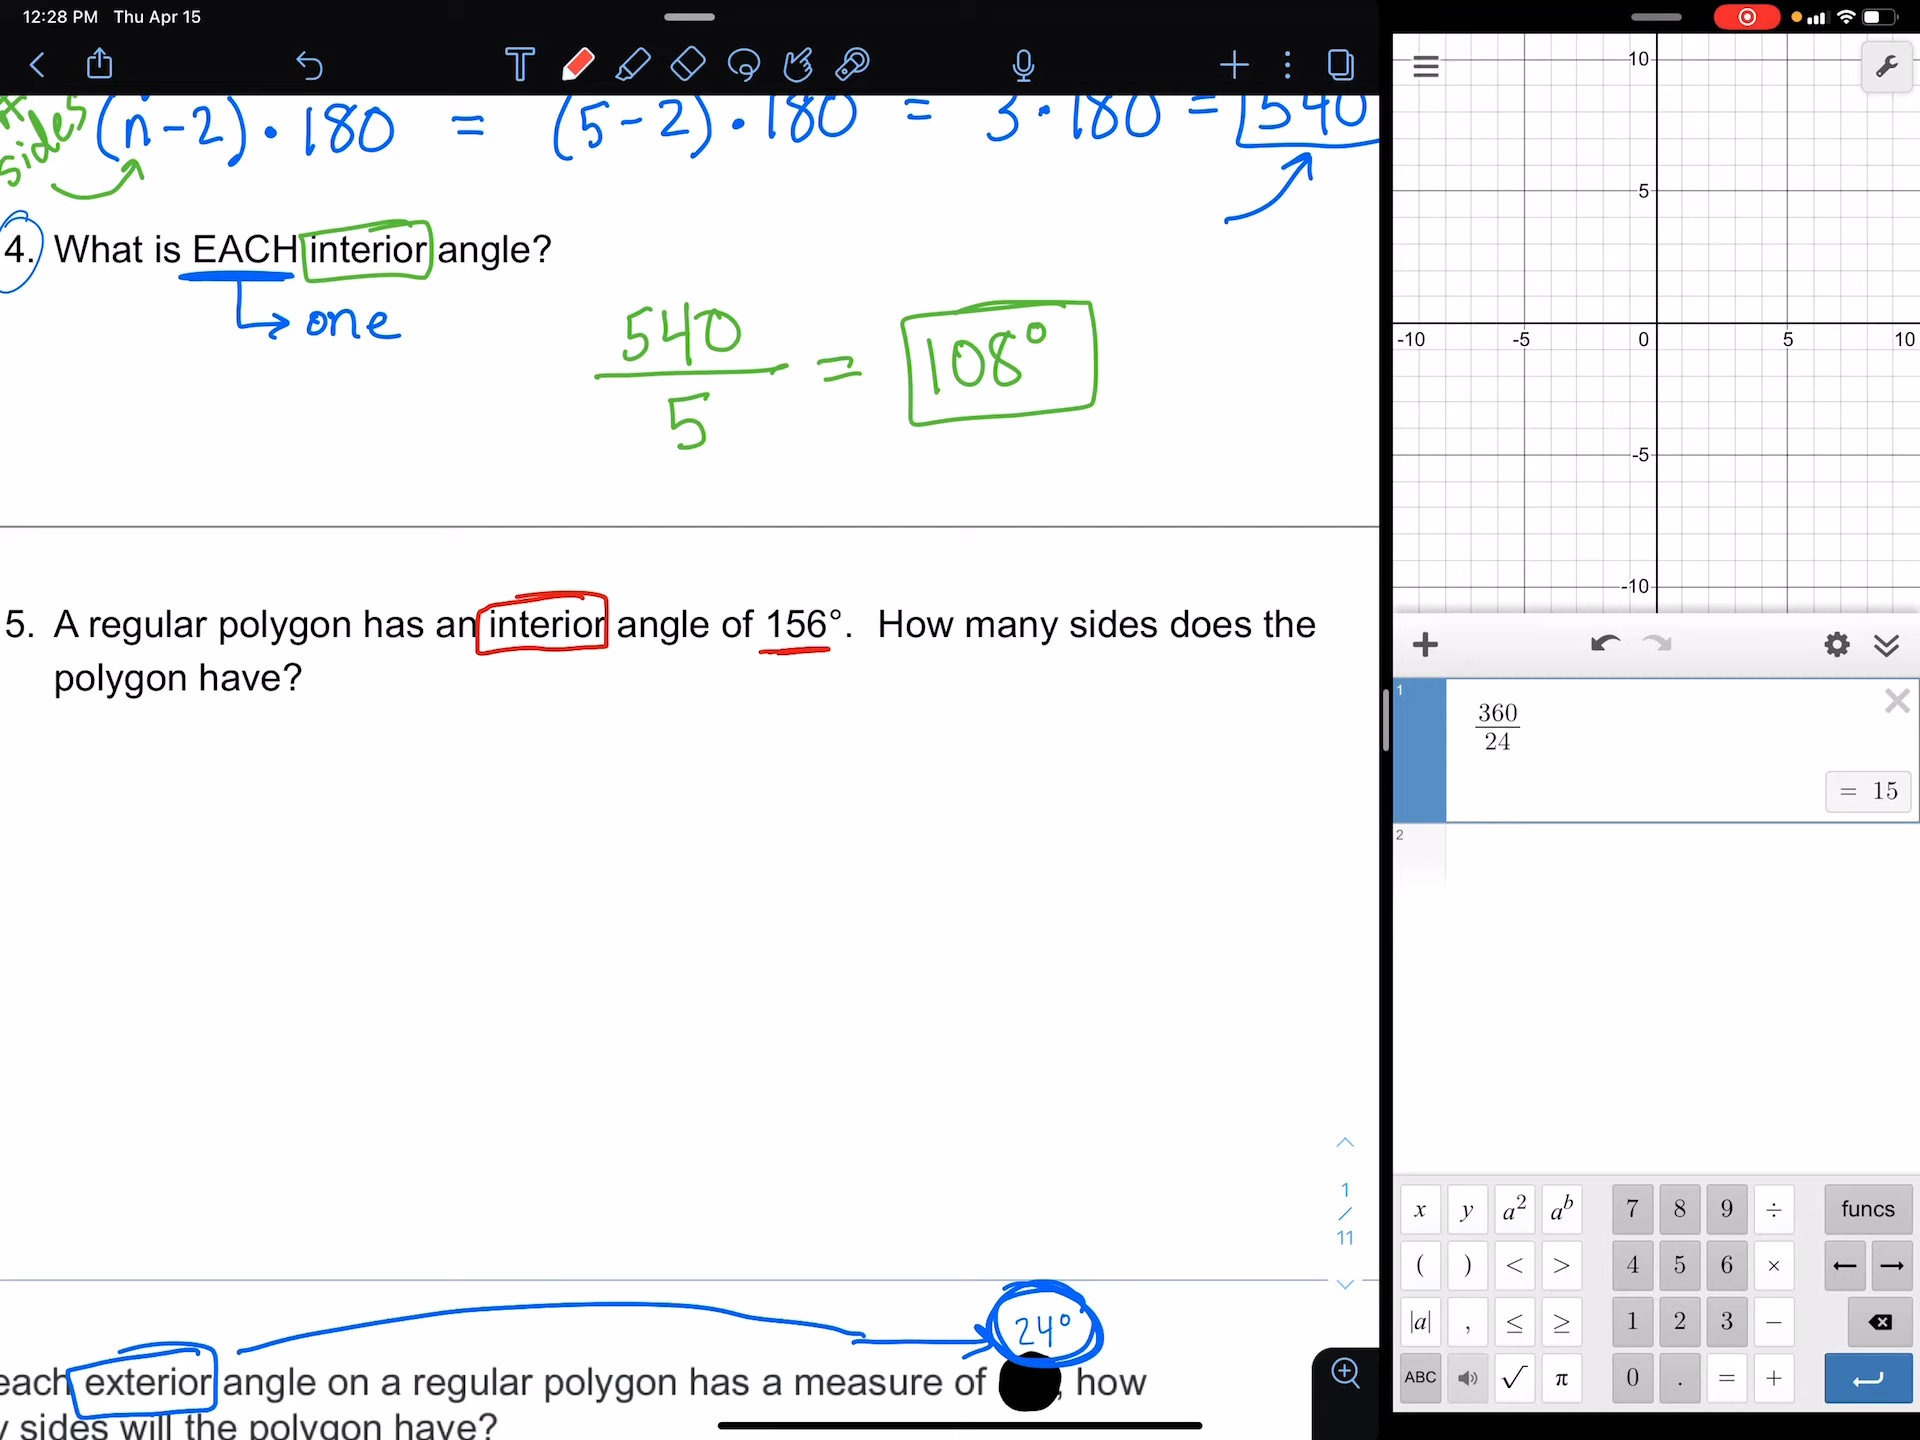 12:28 PM Thu Apr 15
sides (n-2) · 180 = (5-2) · 180 = 3 · 180 = 540
4. What is EACH interior angle?
one
540
5
= 108°
5. A regular polygon has an interior angle of 156°. How many sides does the
polygon have?
1
/
11
24°
each exterior angle on a regular polygon has a measure of , how
sides will the polygon have?
10
5
-10 -5 0 5 10
-5
-10
1
360
24
= 15
2
x y a² aᵇ 7 8 9 ÷ funcs
( ) < > 4 5 6 × ← →
|a| , ≤ ≥ 1 2 3 −
ABC √ π 0 . = +